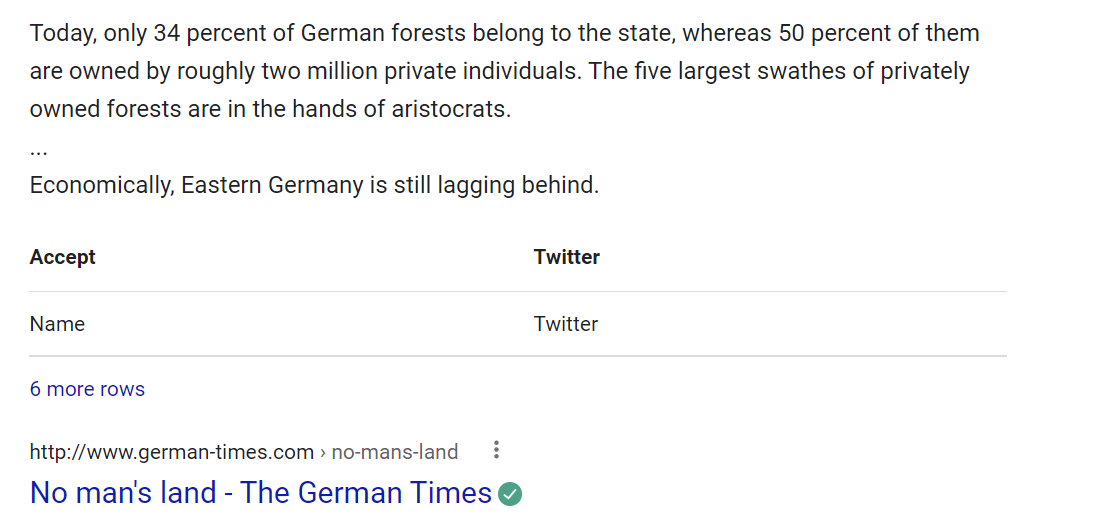 Today, only 34 percent of German forests belong to the state, whereas 50 percent of them
are owned by roughly two million private individuals. The five largest swathes of privately
owned forests are in the hands of aristocrats.
...
Economically, Eastern Germany is still lagging behind.
Accept Twitter
Name Twitter
6 more rows
http://www.german-times.com › no-mans-land
No man's land - The German Times